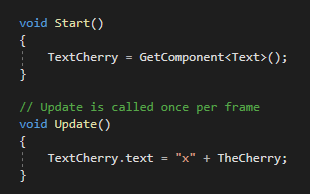 void Start()
{
TextCherry = GetComponent<Text>();
}
// Update is called once per frame
void Update()
{
TextCherry.text = "x" + TheCherry;
}